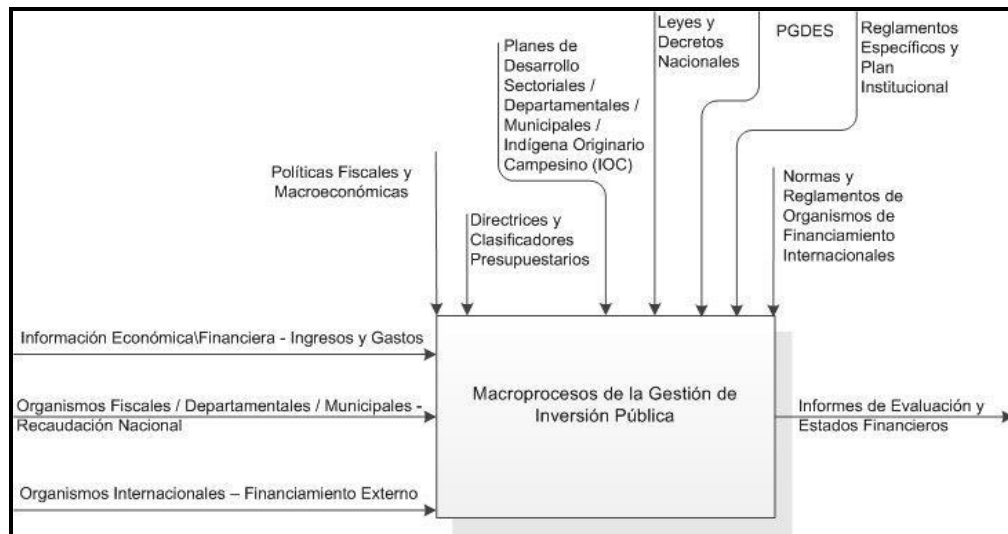 Leyes y
Decretos
Nacionales
PGDES
Reglamentos
Específicos y
Plan
Institucional
Planes de
Desarrollo
Sectoriales /
Departamentales /
Municipales /
Indígena Originario
Campesino (IOC)
Políticas Fiscales y
Macroeconómicas
Directrices y
Clasificadores
Presupuestarios
Normas y
Reglamentos de
Organismos de
Financiamiento
Internacionales
Información Económica\Financiera - Ingresos y Gastos
Macroprocesos de la Gestión de
Inversión Pública
Organismos Fiscales / Departamentales / Municipales -
Recaudación Nacional
Informes de Evaluación y
Estados Financieros
Organismos Internacionales – Financiamiento Externo